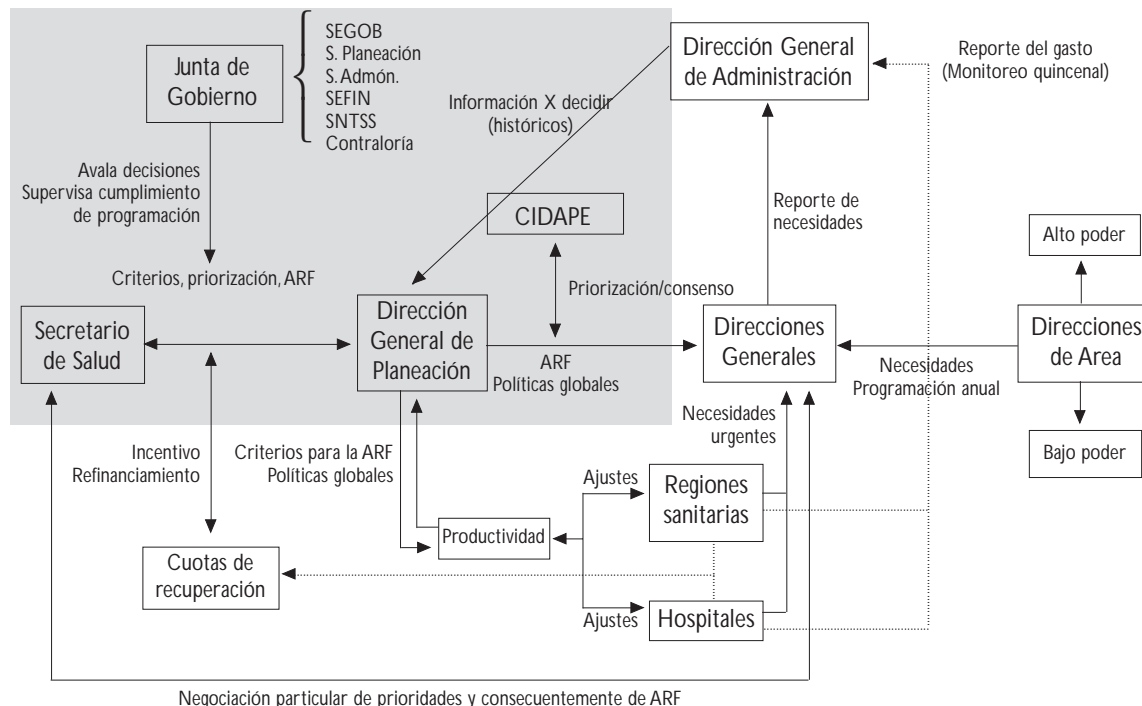 SEGOB
S. Planeación
S. Admón.
SEFIN
SNTSS
Contraloría
Junta de
Gobierno
Dirección General
de Administración
Reporte del gasto
(Monitoreo quincenal)
Información X decidir
(históricos)
Avala decisiones
Supervisa cumplimiento
de programación
CIDAPE
Reporte de
necesidades
Alto poder
Criterios, priorización, ARF
Priorización/consenso
Secretario
de Salud
Dirección
General de
Planeación
ARF
Políticas globales
Direcciones
Generales
Necesidades
Programación anual
Direcciones
de Area
Necesidades
urgentes
Bajo poder
Incentivo
Refinanciamiento
Criterios para la ARF
Políticas globales
Ajustes
Regiones
sanitarias
Productividad
Cuotas de
recuperación
Ajustes
Hospitales
Negociación particular de prioridades y consecuentemente de ARF